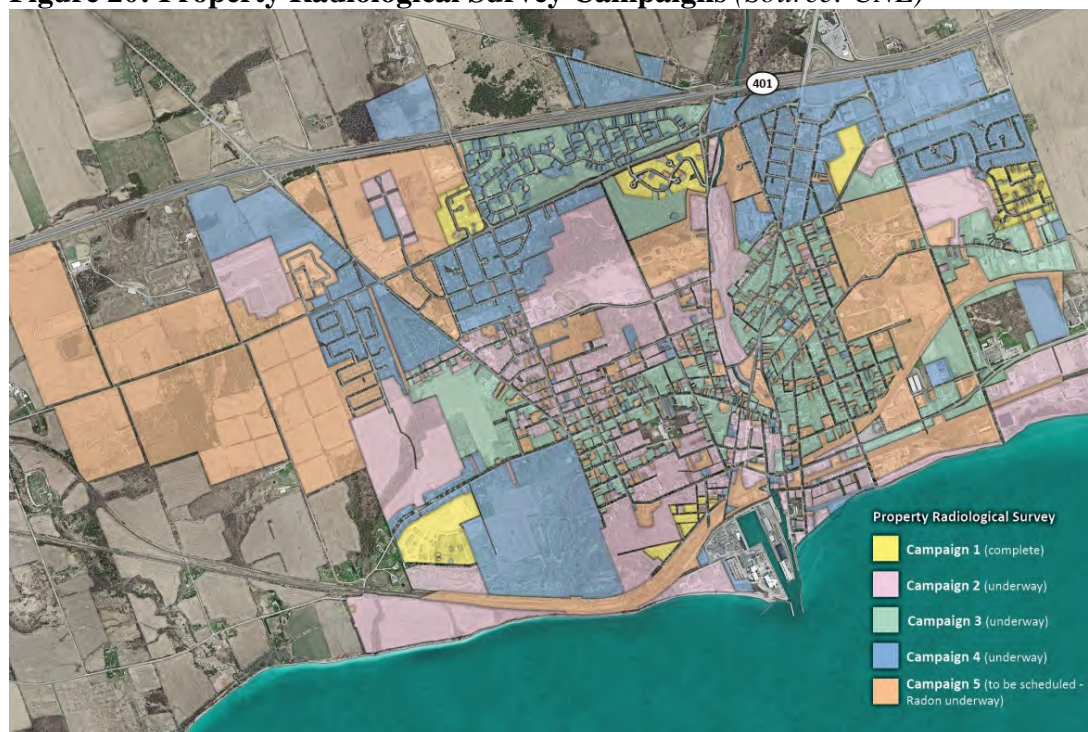 Figure 20: Property Radiological Survey Campaigns (Source: CNL)
401
Property Radiological Survey
Campaign 1 (complete)
Campaign 2 (underway)
Campaign 3 (underway)
Campaign 4 (underway)
Campaign 5 (to be scheduled -
Radon underway)